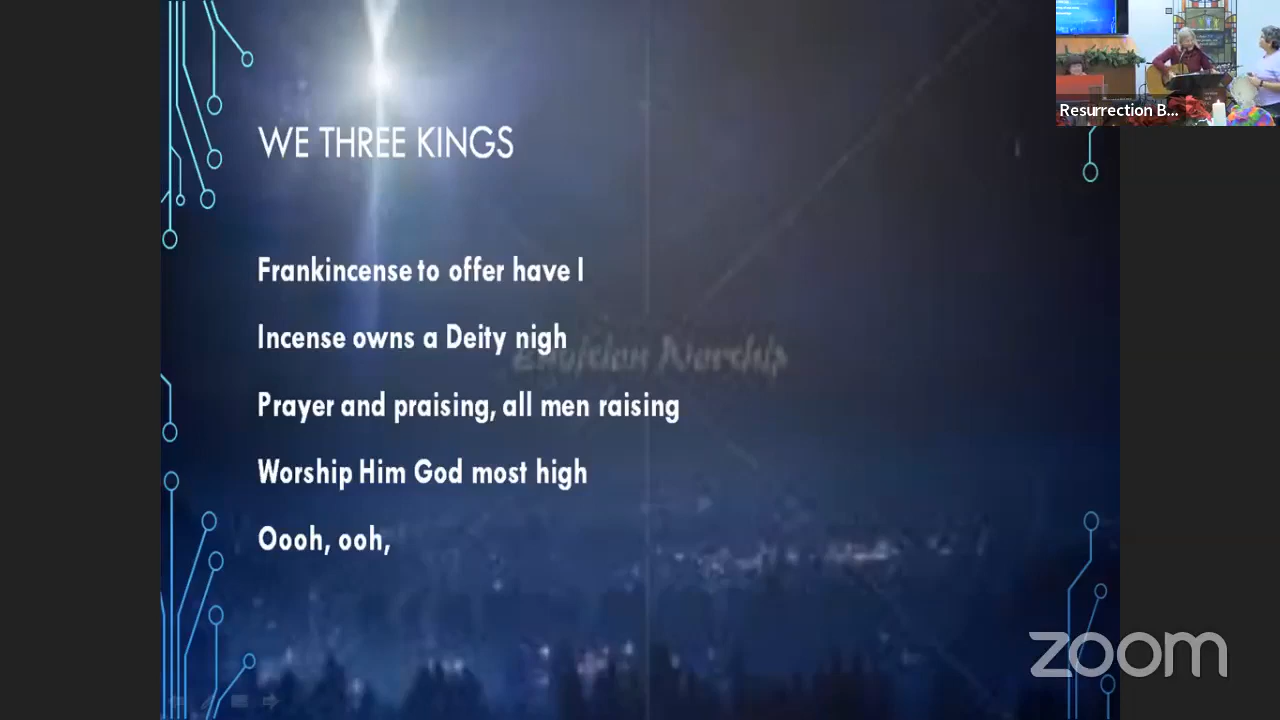 WE THREE KINGS
Frankincense to offer have I
Incense owns a Deity nigh
Prayer and praising, all men raising
Worship Him God most high
Oooh, ooh,
Resurrection B...
zoom